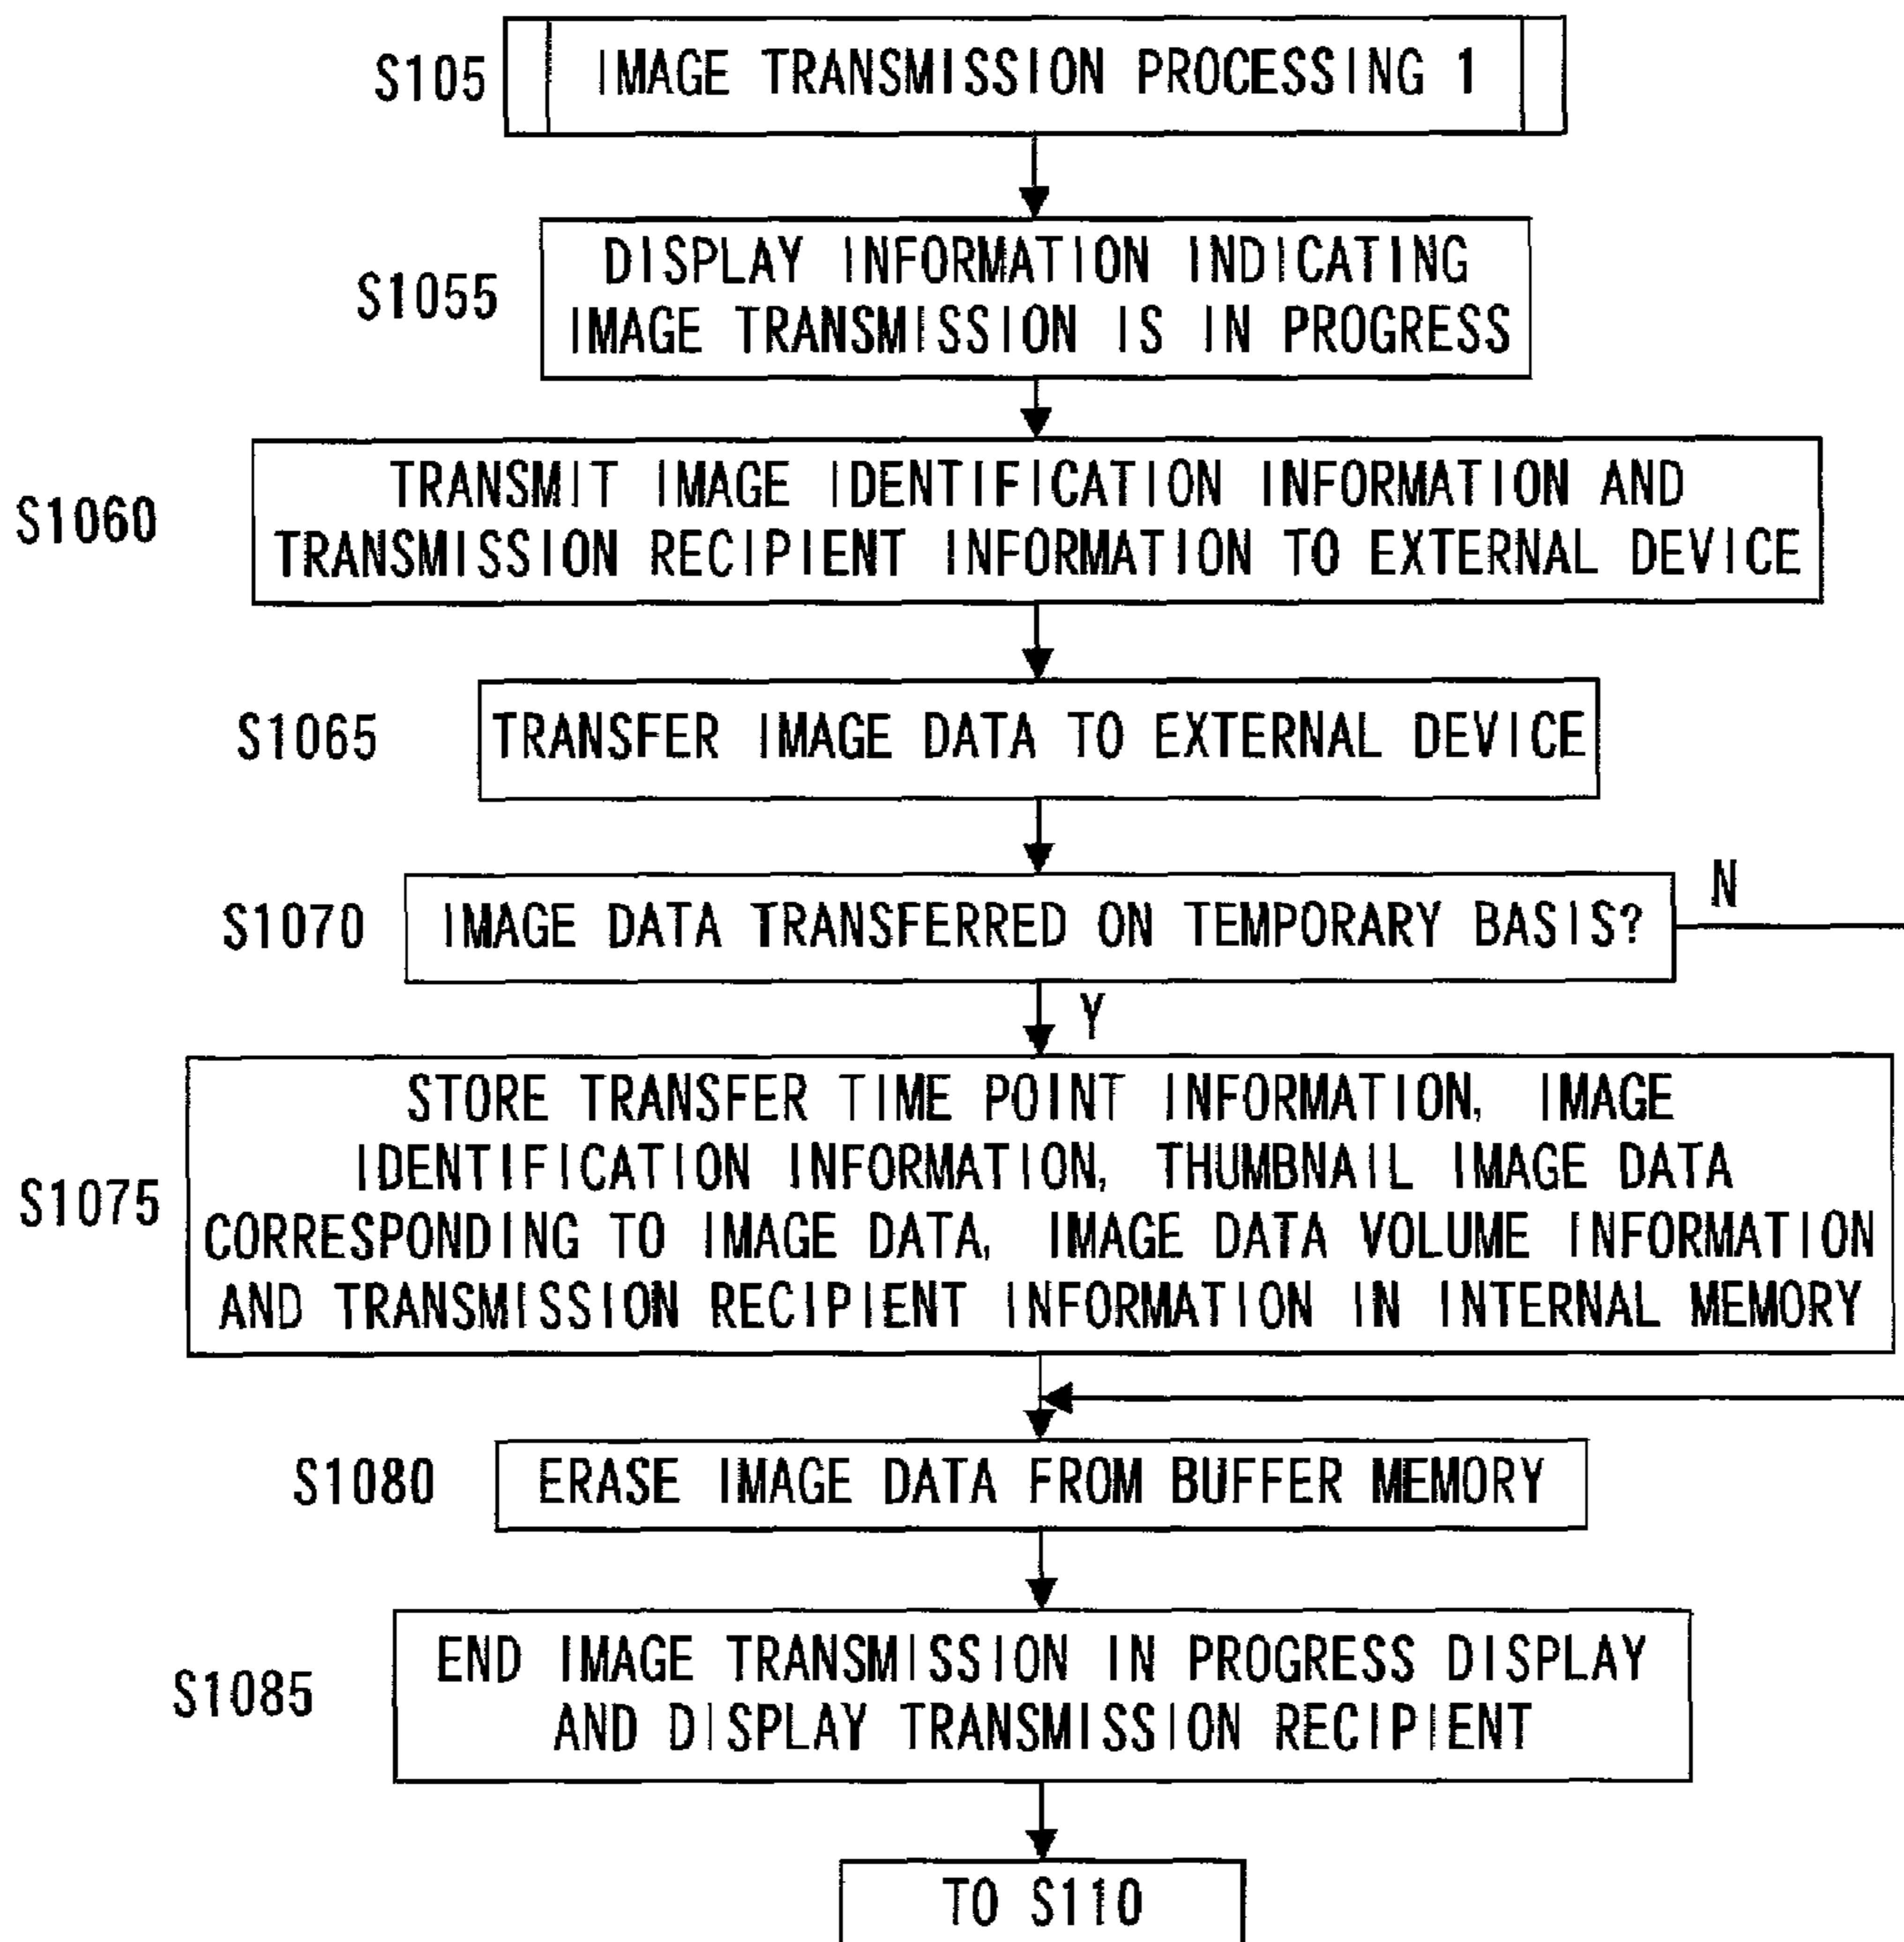 S105 IMAGE TRANSMISSION PROCESSING 1
DISPLAY INFORMATION INDICATING
S1055
IMAGE TRANSMISSION IS IN PROGRESS
TRANSMIT IMAGE IDENTIFICATION INFORMATION AND
S1060
TRANSMISSION RECIPIENT INFORMATION TO EXTERNAL DEVICE
S1065 TRANSFER IMAGE DATA TO EXTERNAL DEVICE
S1070 IMAGE DATA TRANSFERRED ON TEMPORARY BASIS? N
Y
STORE TRANSFER TIME POINT INFORMATION, IMAGE
IDENTIFICATION INFORMATION, THUMBNAIL IMAGE DATA
S1075
CORRESPONDING TO IMAGE DATA, IMAGE DATA VOLUME INFORMATION
AND TRANSMISSION RECIPIENT INFORMATION IN INTERNAL MEMORY
S1080 ERASE IMAGE DATA FROM BUFFER MEMORY
END IMAGE TRANSMISSION IN PROGRESS DISPLAY
S1085
AND DISPLAY TRANSMISSION RECIPIENT
TO S110